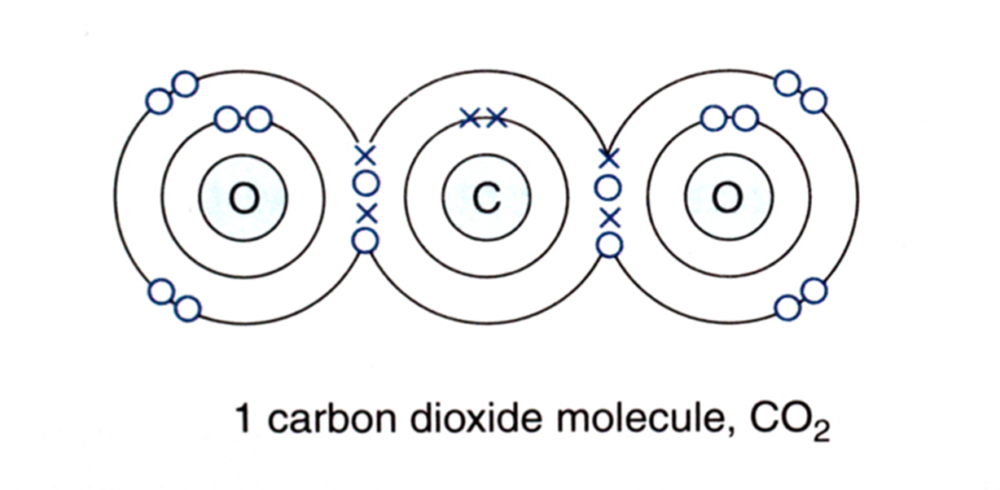 O C O
1 carbon dioxide molecule, CO₂